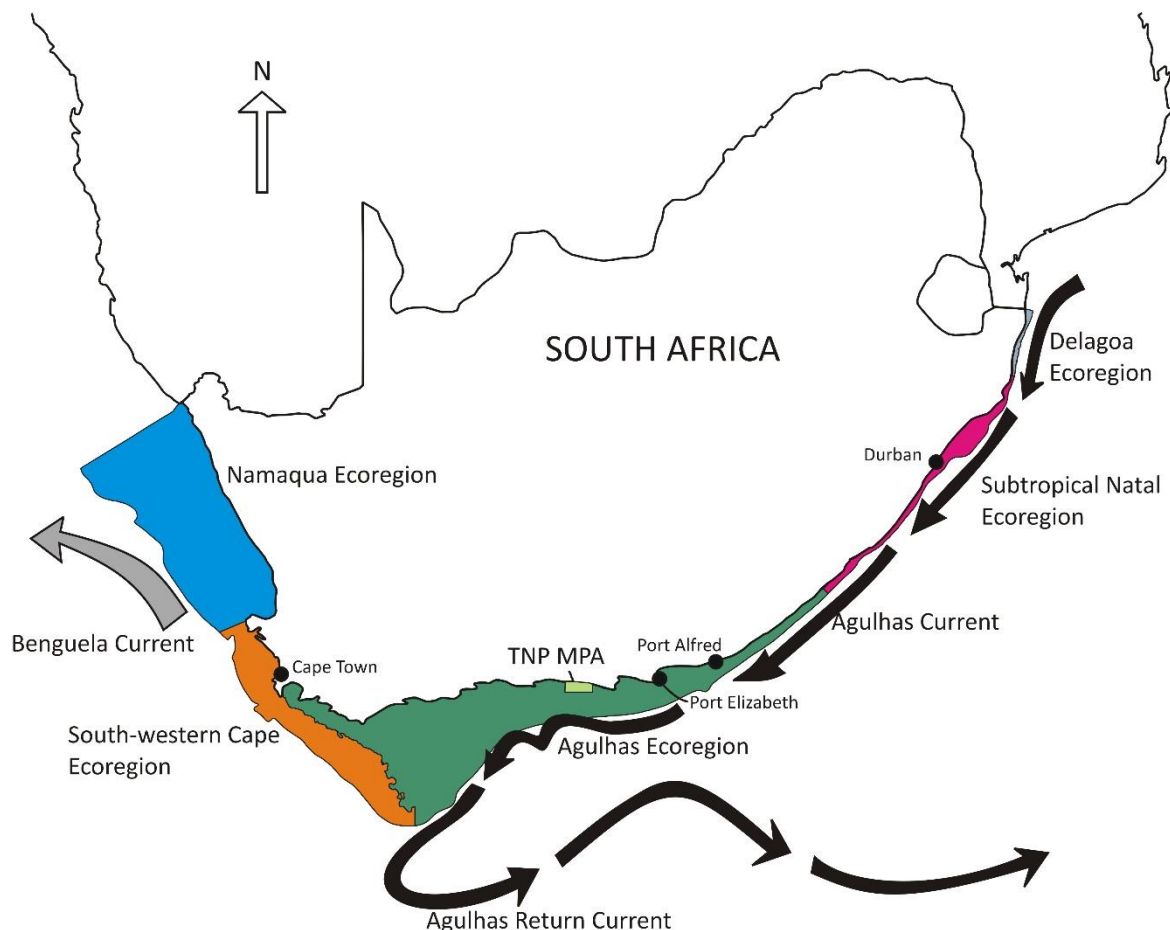 N
SOUTH AFRICA
Delagoa
Ecoregion
Durban
Namaqua Ecoregion
Subtropical Natal
Ecoregion
Benguela Current
Agulhas Current
Port Alfred
TNP MPA
Cape Town
Port Elizabeth
South-western Cape
Ecoregion
Agulhas Ecoregion
Agulhas Return Current